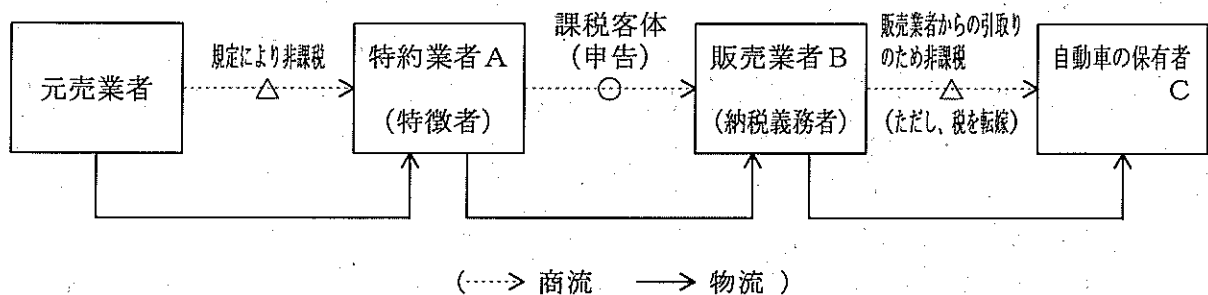 元売業者
規定により非課税
特約業者A
(特徴者)
課税客体
(申告)
販売業者B
(納税義務者)
販売業者からの引取り
のため非課税
(ただし、税を転嫁)
自動車の保有者
C
(┈┈> 商流 ─→ 物流)